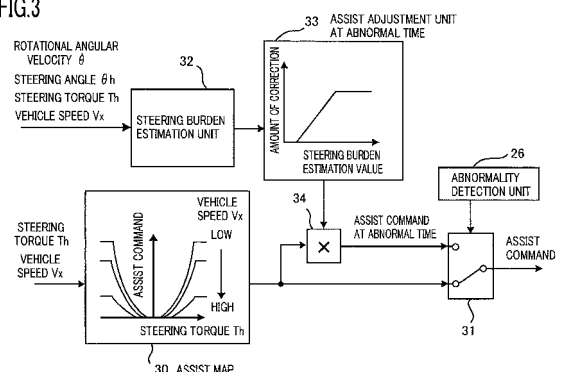 FIG.3
33 ASSIST ADJUSTMENT UNIT
AT ABNORMAL TIME
ROTATIONAL ANGULAR
VELOCITY θ
STEERING ANGLE θh
STEERING TORQUE Th
VEHICLE SPEED Vx
32
STEERING BURDEN
ESTIMATION UNIT
AMOUNT OF CORRECTION
STEERING BURDEN
ESTIMATION VALUE
26
ABNORMALITY
DETECTION UNIT
STEERING
TORQUE Th
VEHICLE
SPEED Vx
ASSIST COMMAND
VEHICLE
SPEED Vx
LOW
HIGH
STEERING TORQUE Th
34
×
ASSIST COMMAND
AT ABNORMAL TIME
ASSIST
COMMAND
31
30 ASSIST MAP